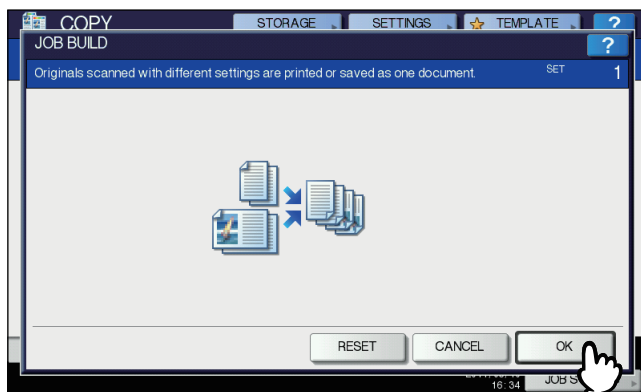 COPY STORAGE SETTINGS TEMPLATE ?
JOB BUILD ?
Originals scanned with different settings are printed or saved as one document. SET 1
RESET CANCEL OK
16:34 JOB